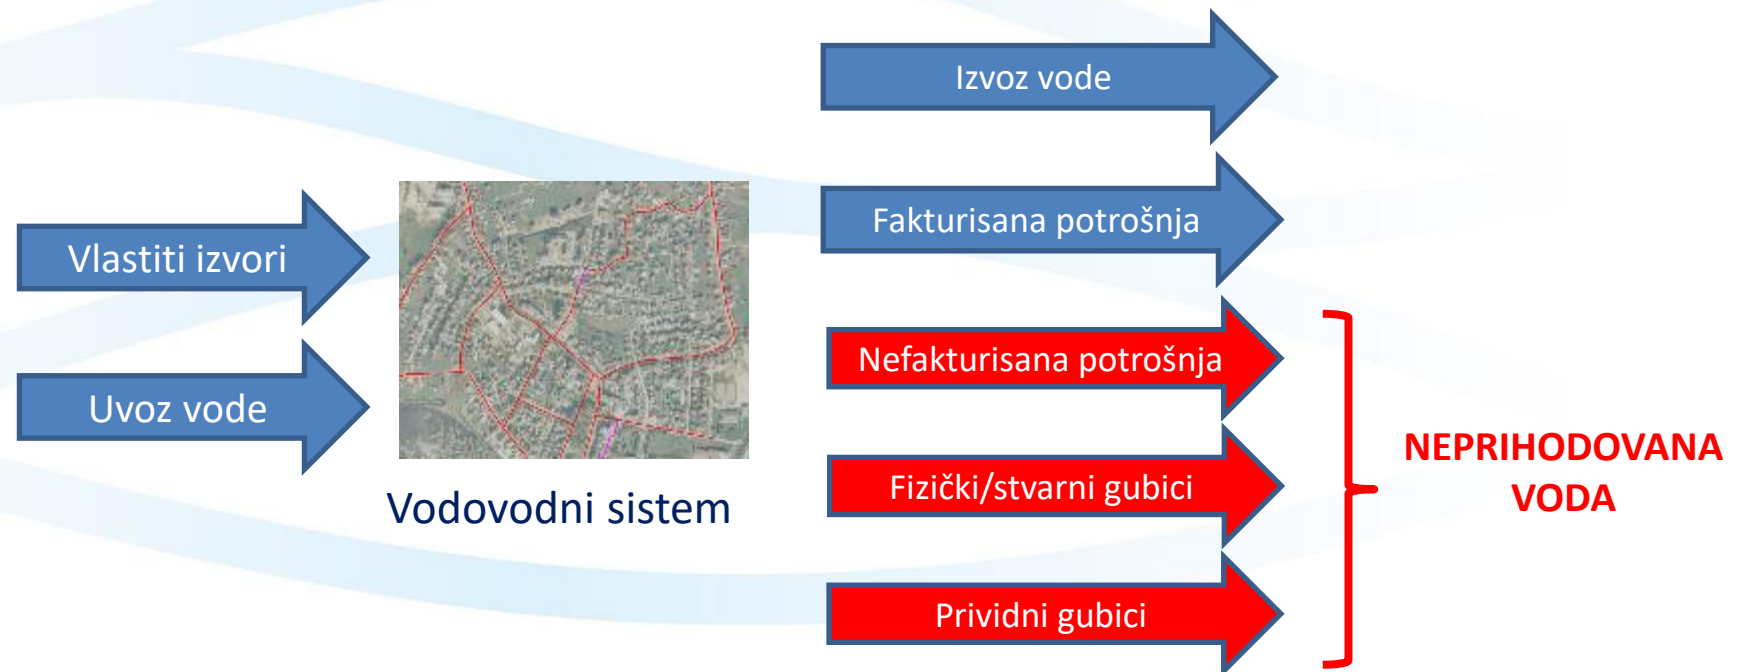 Vlastiti izvori
Uvoz vode
Vodovodni sistem
Izvoz vode
Fakturisana potrošnja
Nefakturisana potrošnja
Fizički/stvarni gubici
Prividni gubici
NEPRIHODOVANA
VODA